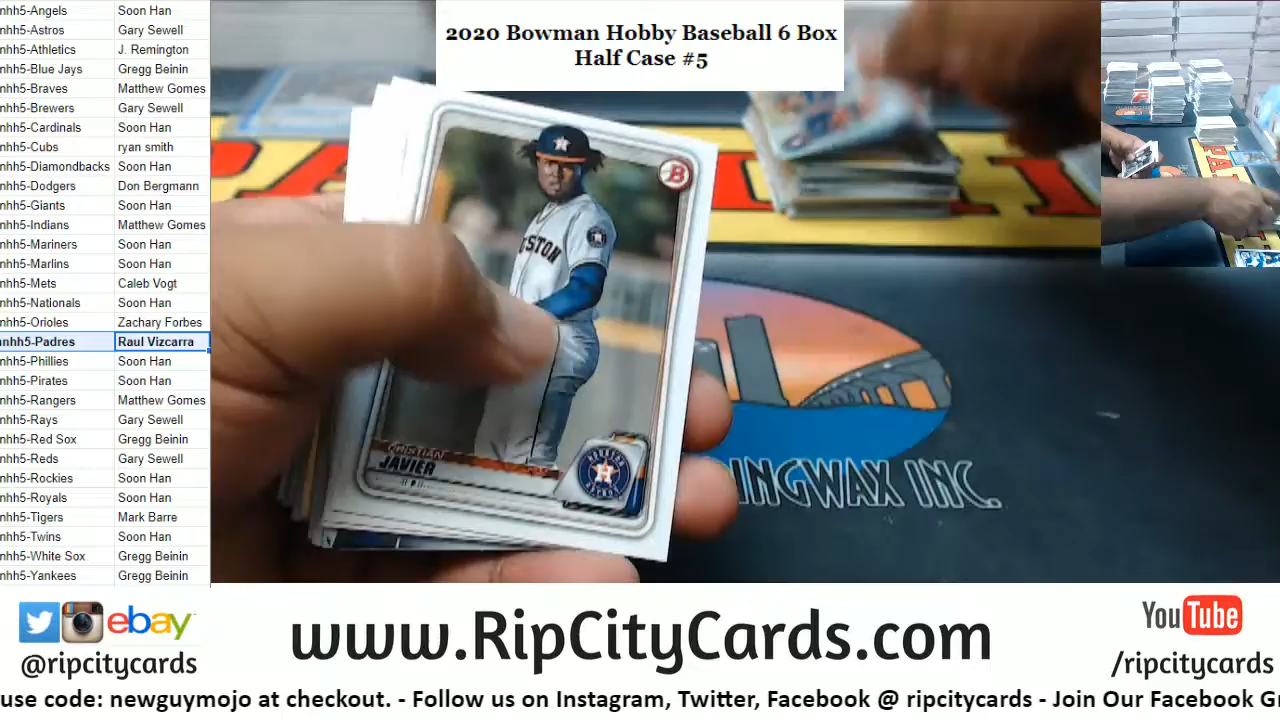 nhh5-Angels Soon Han
nhh5-Astros Gary Sewell
nhh5-Athletics J. Remington
nhh5-Blue Jays Gregg Beinin
nhh5-Braves Matthew Gomes
nhh5-Brewers Gary Sewell
nhh5-Cardinals Soon Han
nhh5-Cubs ryan smith
nhh5-Diamondbacks Soon Han
nhh5-Dodgers Don Bergmann
nhh5-Giants Soon Han
nhh5-Indians Matthew Gomes
nhh5-Mariners Soon Han
nhh5-Marlins Soon Han
nhh5-Mets Caleb Vogt
nhh5-Nationals Soon Han
nhh5-Orioles Zachary Forbes
nhh5-Padres Raul Vizcarra
nhh5-Phillies Soon Han
nhh5-Pirates Soon Han
nhh5-Rangers Matthew Gomes
nhh5-Rays Gary Sewell
nhh5-Red Sox Gregg Beinin
nhh5-Reds Gary Sewell
nhh5-Rockies Soon Han
nhh5-Royals Soon Han
nhh5-Tigers Mark Barre
nhh5-Twins Soon Han
nhh5-White Sox Gregg Beinin
nhh5-Yankees Gregg Beinin
2020 Bowman Hobby Baseball 6 Box
Half Case #5
B
STON
CRISTIAN
JAVIER
INGWAX INC.
ebay
@ripcitycards
www.RipCityCards.com
YouTube
/ripcitycards
use code: newguymojo at checkout. - Follow us on Instagram, Twitter, Facebook @ ripcitycards - Join Our Facebook G